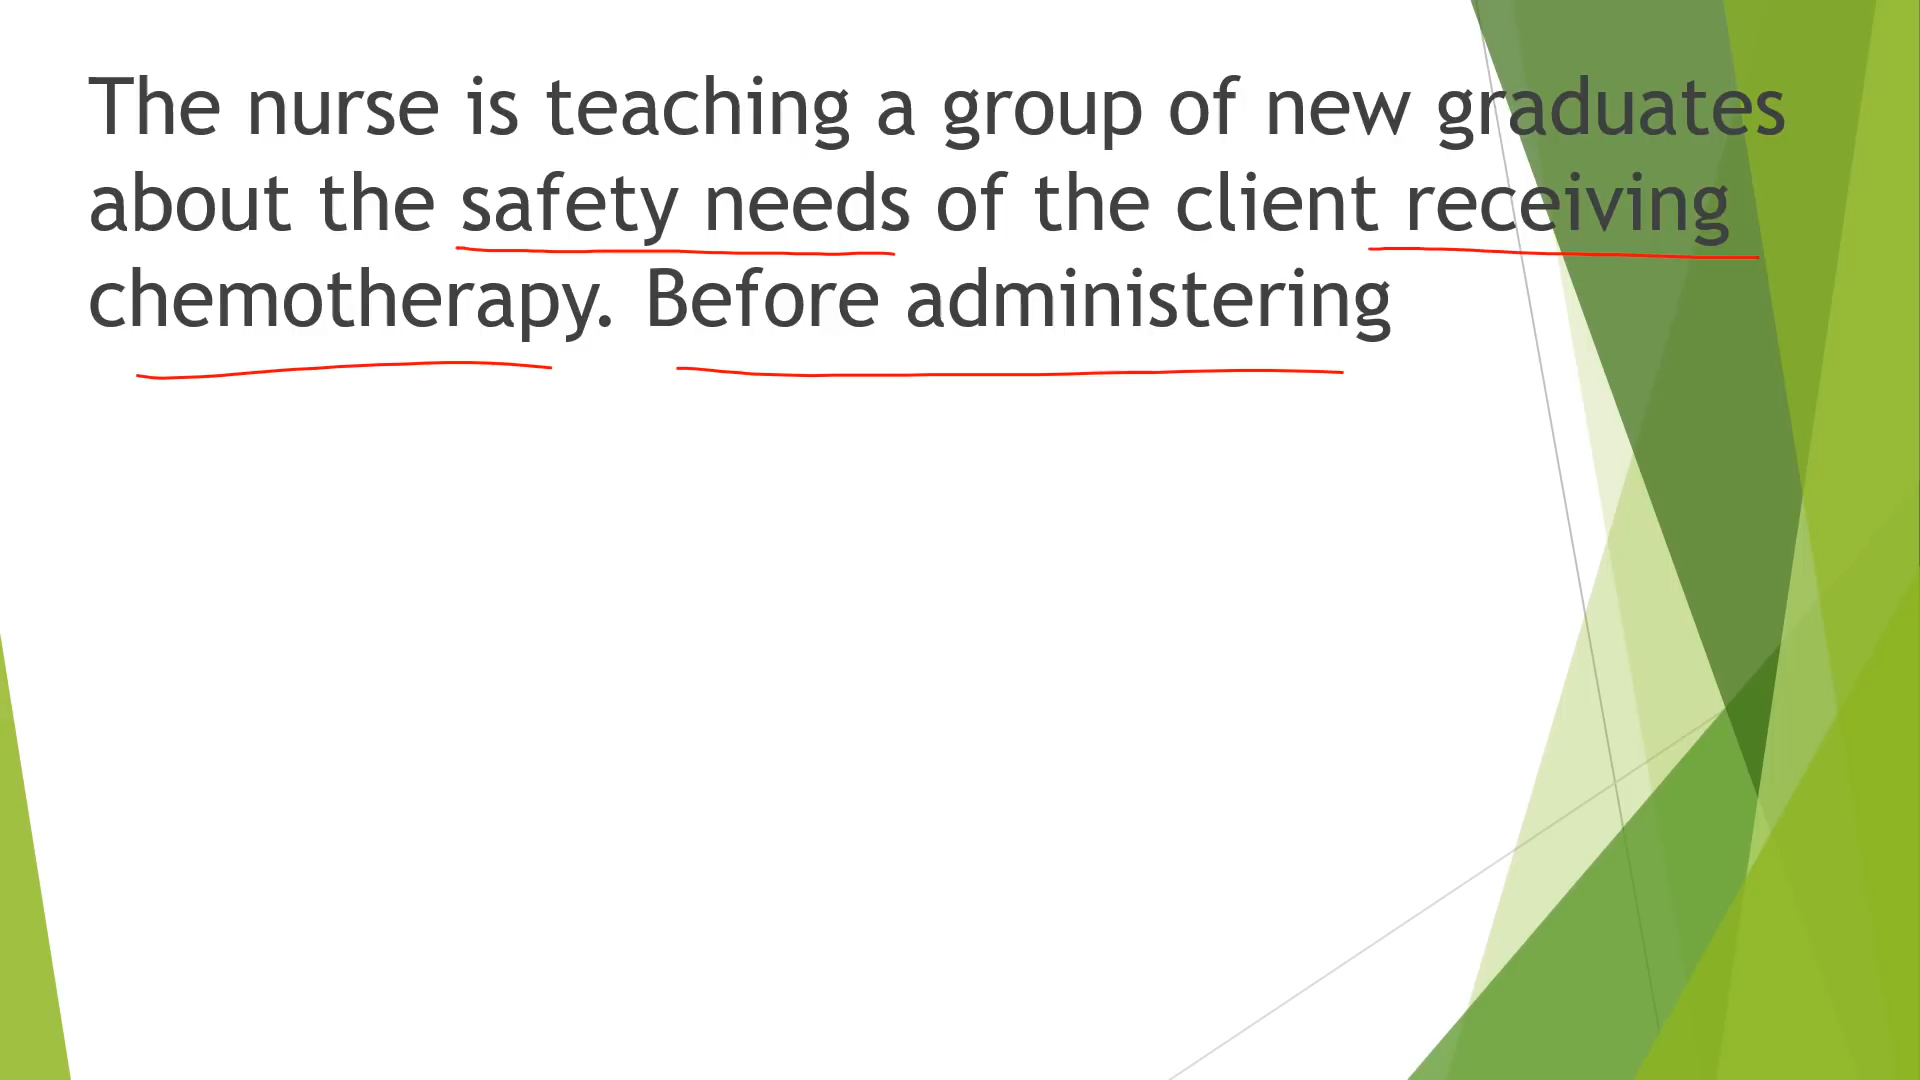 The nurse is teaching a group of new graduates
about the safety needs of the client receiving
chemotherapy. Before administering